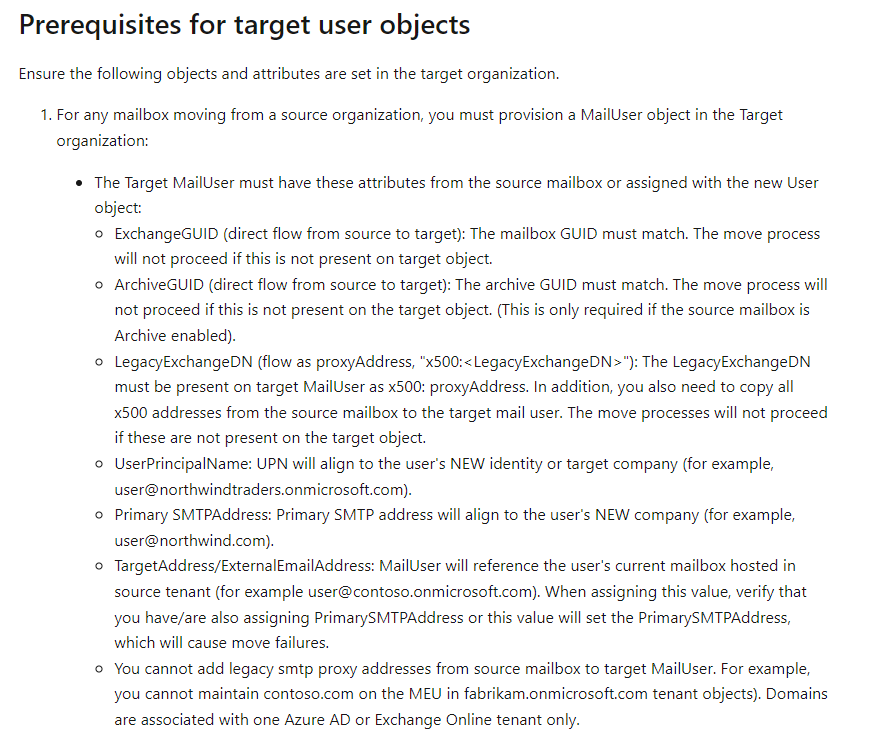 Prerequisites for target user objects
Ensure the following objects and attributes are set in the target organization.
1. For any mailbox moving from a source organization, you must provision a MailUser object in the Target
organization:
• The Target MailUser must have these attributes from the source mailbox or assigned with the new User
object:
○ ExchangeGUID (direct flow from source to target): The mailbox GUID must match. The move process
will not proceed if this is not present on target object.
○ ArchiveGUID (direct flow from source to target): The archive GUID must match. The move process will
not proceed if this is not present on the target object. (This is only required if the source mailbox is
Archive enabled).
○ LegacyExchangeDN (flow as proxyAddress, "x500:<LegacyExchangeDN>"): The LegacyExchangeDN
must be present on target MailUser as x500: proxyAddress. In addition, you also need to copy all
x500 addresses from the source mailbox to the target mail user. The move processes will not proceed
if these are not present on the target object.
○ UserPrincipalName: UPN will align to the user's NEW identity or target company (for example,
user@northwindtraders.onmicrosoft.com).
○ Primary SMTPAddress: Primary SMTP address will align to the user's NEW company (for example,
user@northwind.com).
○ TargetAddress/ExternalEmailAddress: MailUser will reference the user's current mailbox hosted in
source tenant (for example user@contoso.onmicrosoft.com). When assigning this value, verify that
you have/are also assigning PrimarySMTPAddress or this value will set the PrimarySMTPAddress,
which will cause move failures.
○ You cannot add legacy smtp proxy addresses from source mailbox to target MailUser. For example,
you cannot maintain contoso.com on the MEU in fabrikam.onmicrosoft.com tenant objects). Domains
are associated with one Azure AD or Exchange Online tenant only.